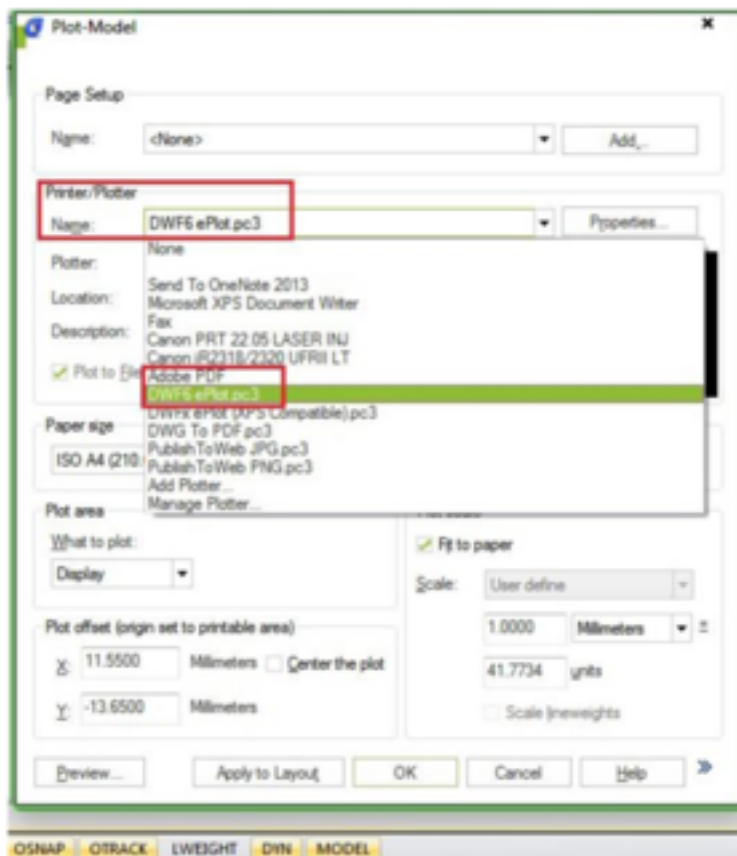 Plot-Model
Page Setup
Name: <None> Add...
Printer/Plotter
Name: DWF6 ePlot.pc3 Properties...
None
Plotter:
Send To OneNote 2013
Location: Microsoft XPS Document Writer
Fax
Description: Canon PRT 22.05 LASER INJ
Canon iR2318/2320 UFRII LT
Plot to File Adobe PDF
DWF6 ePlot.pc3
DWFx ePlot (XPS Compatible).pc3
Paper size DWG To PDF.pc3
PublishToWeb JPG.pc3
ISO A4 (210. PublishToWeb PNG.pc3
Add Plotter...
Manage Plotter...
Plot area
What to plot: Fit to paper
Display Scale: User define
Plot offset (origin set to printable area) 1.0000 Millimeters =
X: 11.5500 Millimeters Center the plot 41.7734 units
Y: -13.6500 Millimeters Scale lineweights
Preview... Apply to Layout OK Cancel Help
OSNAP OTRACK LWEIGHT DYN MODEL